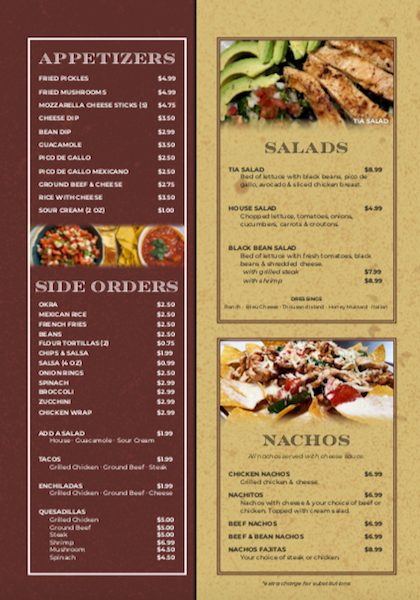 APPETIZERS
FRIED PICKLES $4.99
FRIED MUSHROOMS $4.99
MOZZARELLA CHEESE STICKS (5) $4.75
CHEESE DIP $3.50
BEAN DIP $2.99
GUACAMOLE $3.50
PICO DE GALLO $2.50
PICO DE GALLO MEXICANO $2.50
GROUND BEEF & CHEESE $2.75
RICE WITH CHEESE $3.50
SOUR CREAM (2 OZ) $1.00
SIDE ORDERS
OKRA $2.50
MEXICAN RICE $2.50
FRENCH FRIES $2.50
BEANS $2.50
FLOUR TORTILLAS (2) $0.75
CHIPS & SALSA $1.99
SALSA (4 OZ) $0.99
ONION RINGS $2.50
SPINACH $2.99
BROCCOLI $2.99
ZUCCHINI $2.99
CHICKEN WRAP $2.99
ADD A SALAD $1.99
House · Guacamole · Sour Cream
TACOS $1.99
Grilled Chicken · Ground Beef · Steak
ENCHILADAS $1.99
Grilled Chicken · Ground Beef · Cheese
QUESADILLAS
Grilled Chicken $5.00
Ground Beef $5.00
Steak $5.00
Shrimp $6.99
Mushroom $4.50
Spinach $4.50
TIA SALAD
SALADS
TIA SALAD $8.99
Bed of lettuce with black beans, pico de
gallo, avocado & sliced chicken breast.
HOUSE SALAD $4.99
Chopped lettuce, tomatoes, onions,
cucumbers, carrots & croutons.
BLACK BEAN SALAD
Bed of lettuce with fresh tomatoes, black
beans & shredded cheese.
with grilled steak $7.99
with shrimp $8.99
DRESSINGS
Ranch · Bleu Cheese · Thousand Island · Honey Mustard · Italian
NACHOS
All nachos served with cheese sauce.
CHICKEN NACHOS $6.99
Grilled chicken & cheese.
NACHITOS $6.99
Nachos with cheese & your choice of beef or
chicken. Topped with cream salad.
BEEF NACHOS $6.99
BEEF & BEAN NACHOS $6.99
NACHOS FAJITAS $8.99
Your choice of steak or chicken.
*extra charge for substitutions